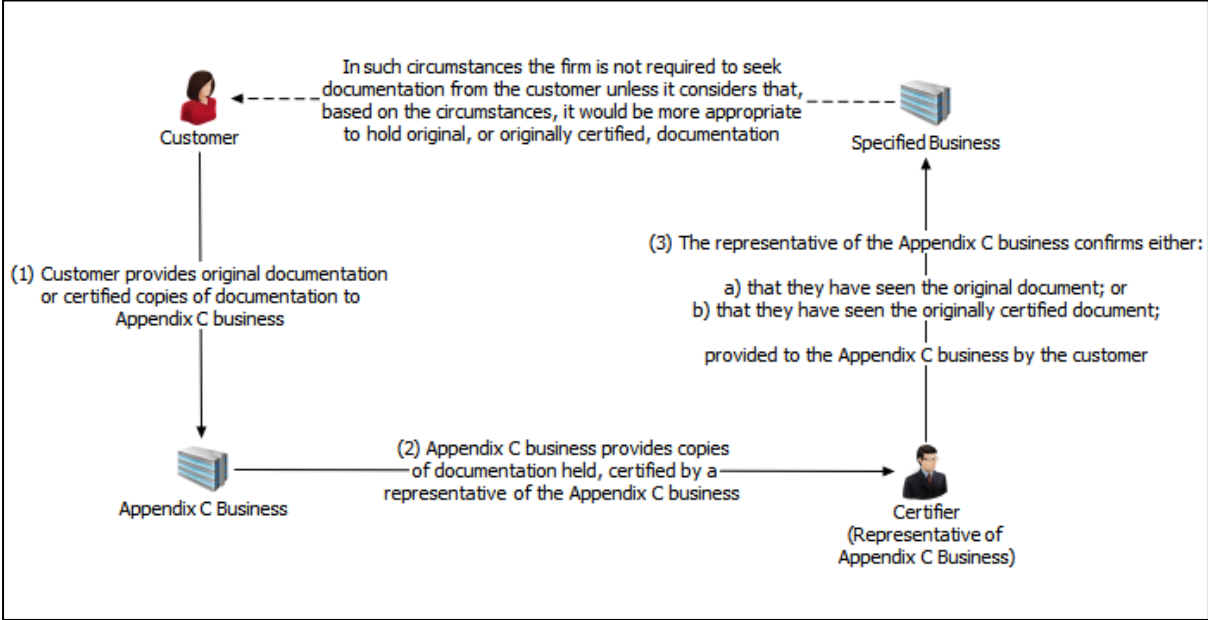 In such circumstances the firm is not required to seek
documentation from the customer unless it considers that,
based on the circumstances, it would be more appropriate
to hold original, or originally certified, documentation
Customer
Specified Business
(1) Customer provides original documentation
or certified copies of documentation to
Appendix C business
(3) The representative of the Appendix C business confirms either:
a) that they have seen the original document; or
b) that they have seen the originally certified document;
provided to the Appendix C business by the customer
(2) Appendix C business provides copies
of documentation held, certified by a
representative of the Appendix C business
Appendix C Business
Certifier
(Representative of
Appendix C Business)